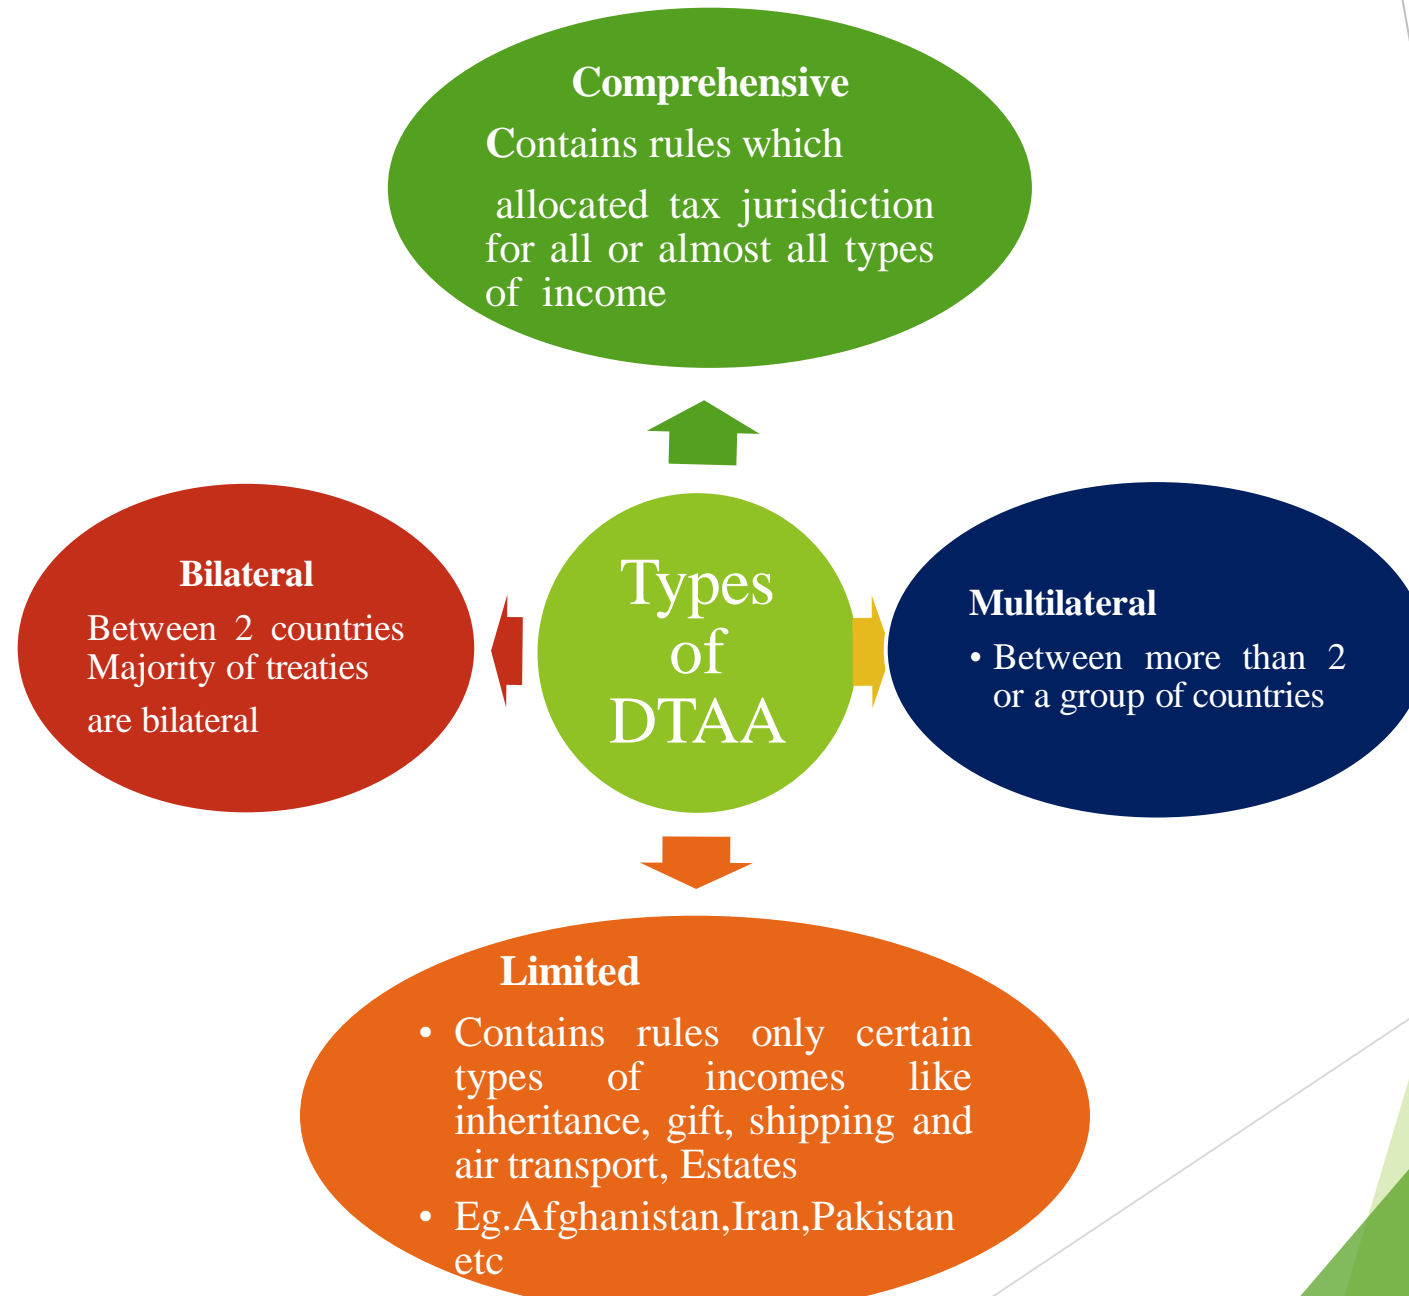 Comprehensive
Contains rules which
allocated tax jurisdiction
for all or almost all types
of income
Bilateral
Between 2 countries
Majority of treaties
are bilateral
Types
of
DTAA
Multilateral
• Between more than 2
or a group of countries
Limited
• Contains rules only certain
types of incomes like
inheritance, gift, shipping and
air transport, Estates
• Eg.Afghanistan,Iran,Pakistan
etc